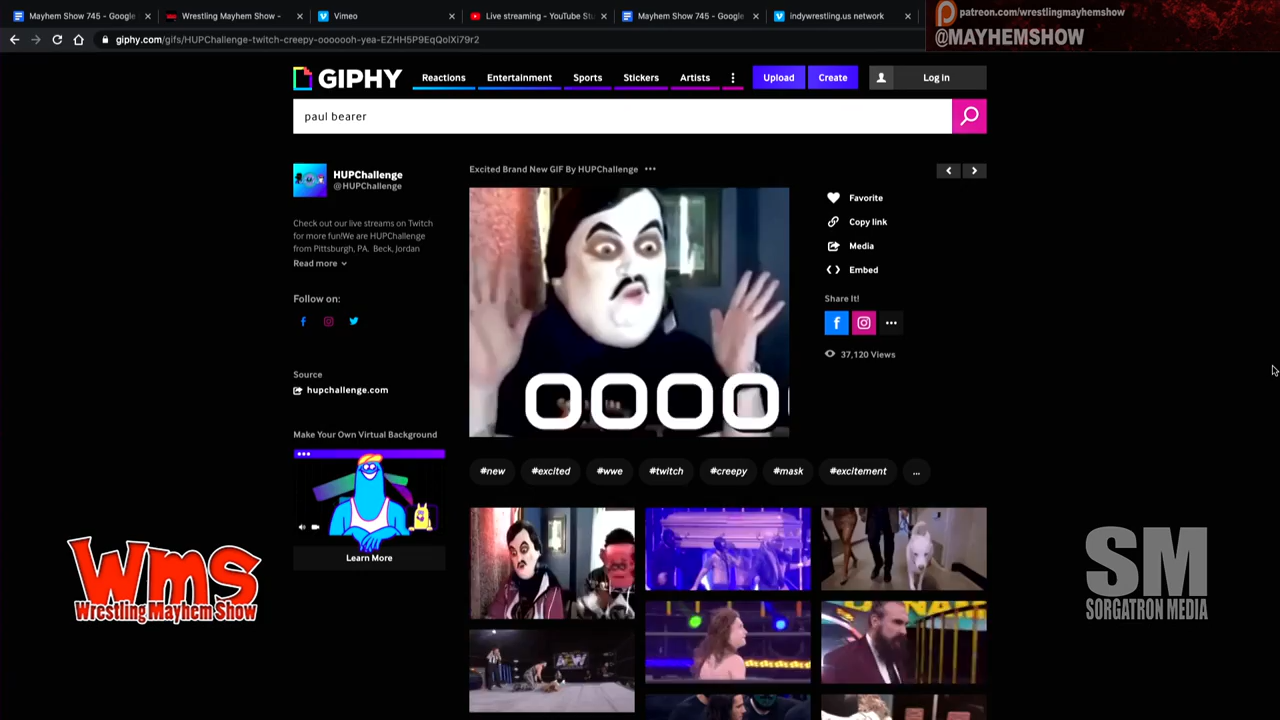 Mayhem Show 745 - Google
Wrestling Mayhem Show -
Vimeo
Live streaming - YouTube Stu
Mayhem Show 745 - Google
indywrestling.us network
patreon.com/wrestlingmayhemshow
@MAYHEMSHOW
giphy.com/gifs/HUPChallenge-twitch-creepy-ooooooh-yea-EZHH5P9EqQolXi79r2
GIPHY
Reactions
Entertainment
Sports
Stickers
Artists
Upload
Create
Log in
paul bearer
HUPChallenge
@HUPChallenge
Check out our live streams on Twitch
for more fun!We are HUPChallenge
from Pittsburgh, PA. Beck, Jordan
Read more
Follow on:
Source
hupchallenge.com
Make Your Own Virtual Background
Learn More
Excited Brand New GIF By HUPChallenge
OOOO
#new
#excited
#wwe
#twitch
#creepy
#mask
#excitement
...
Favorite
Copy link
Media
Embed
Share It!
37,120 Views
WMS
Wrestling Mayhem Show
SM
SORGATRON MEDIA